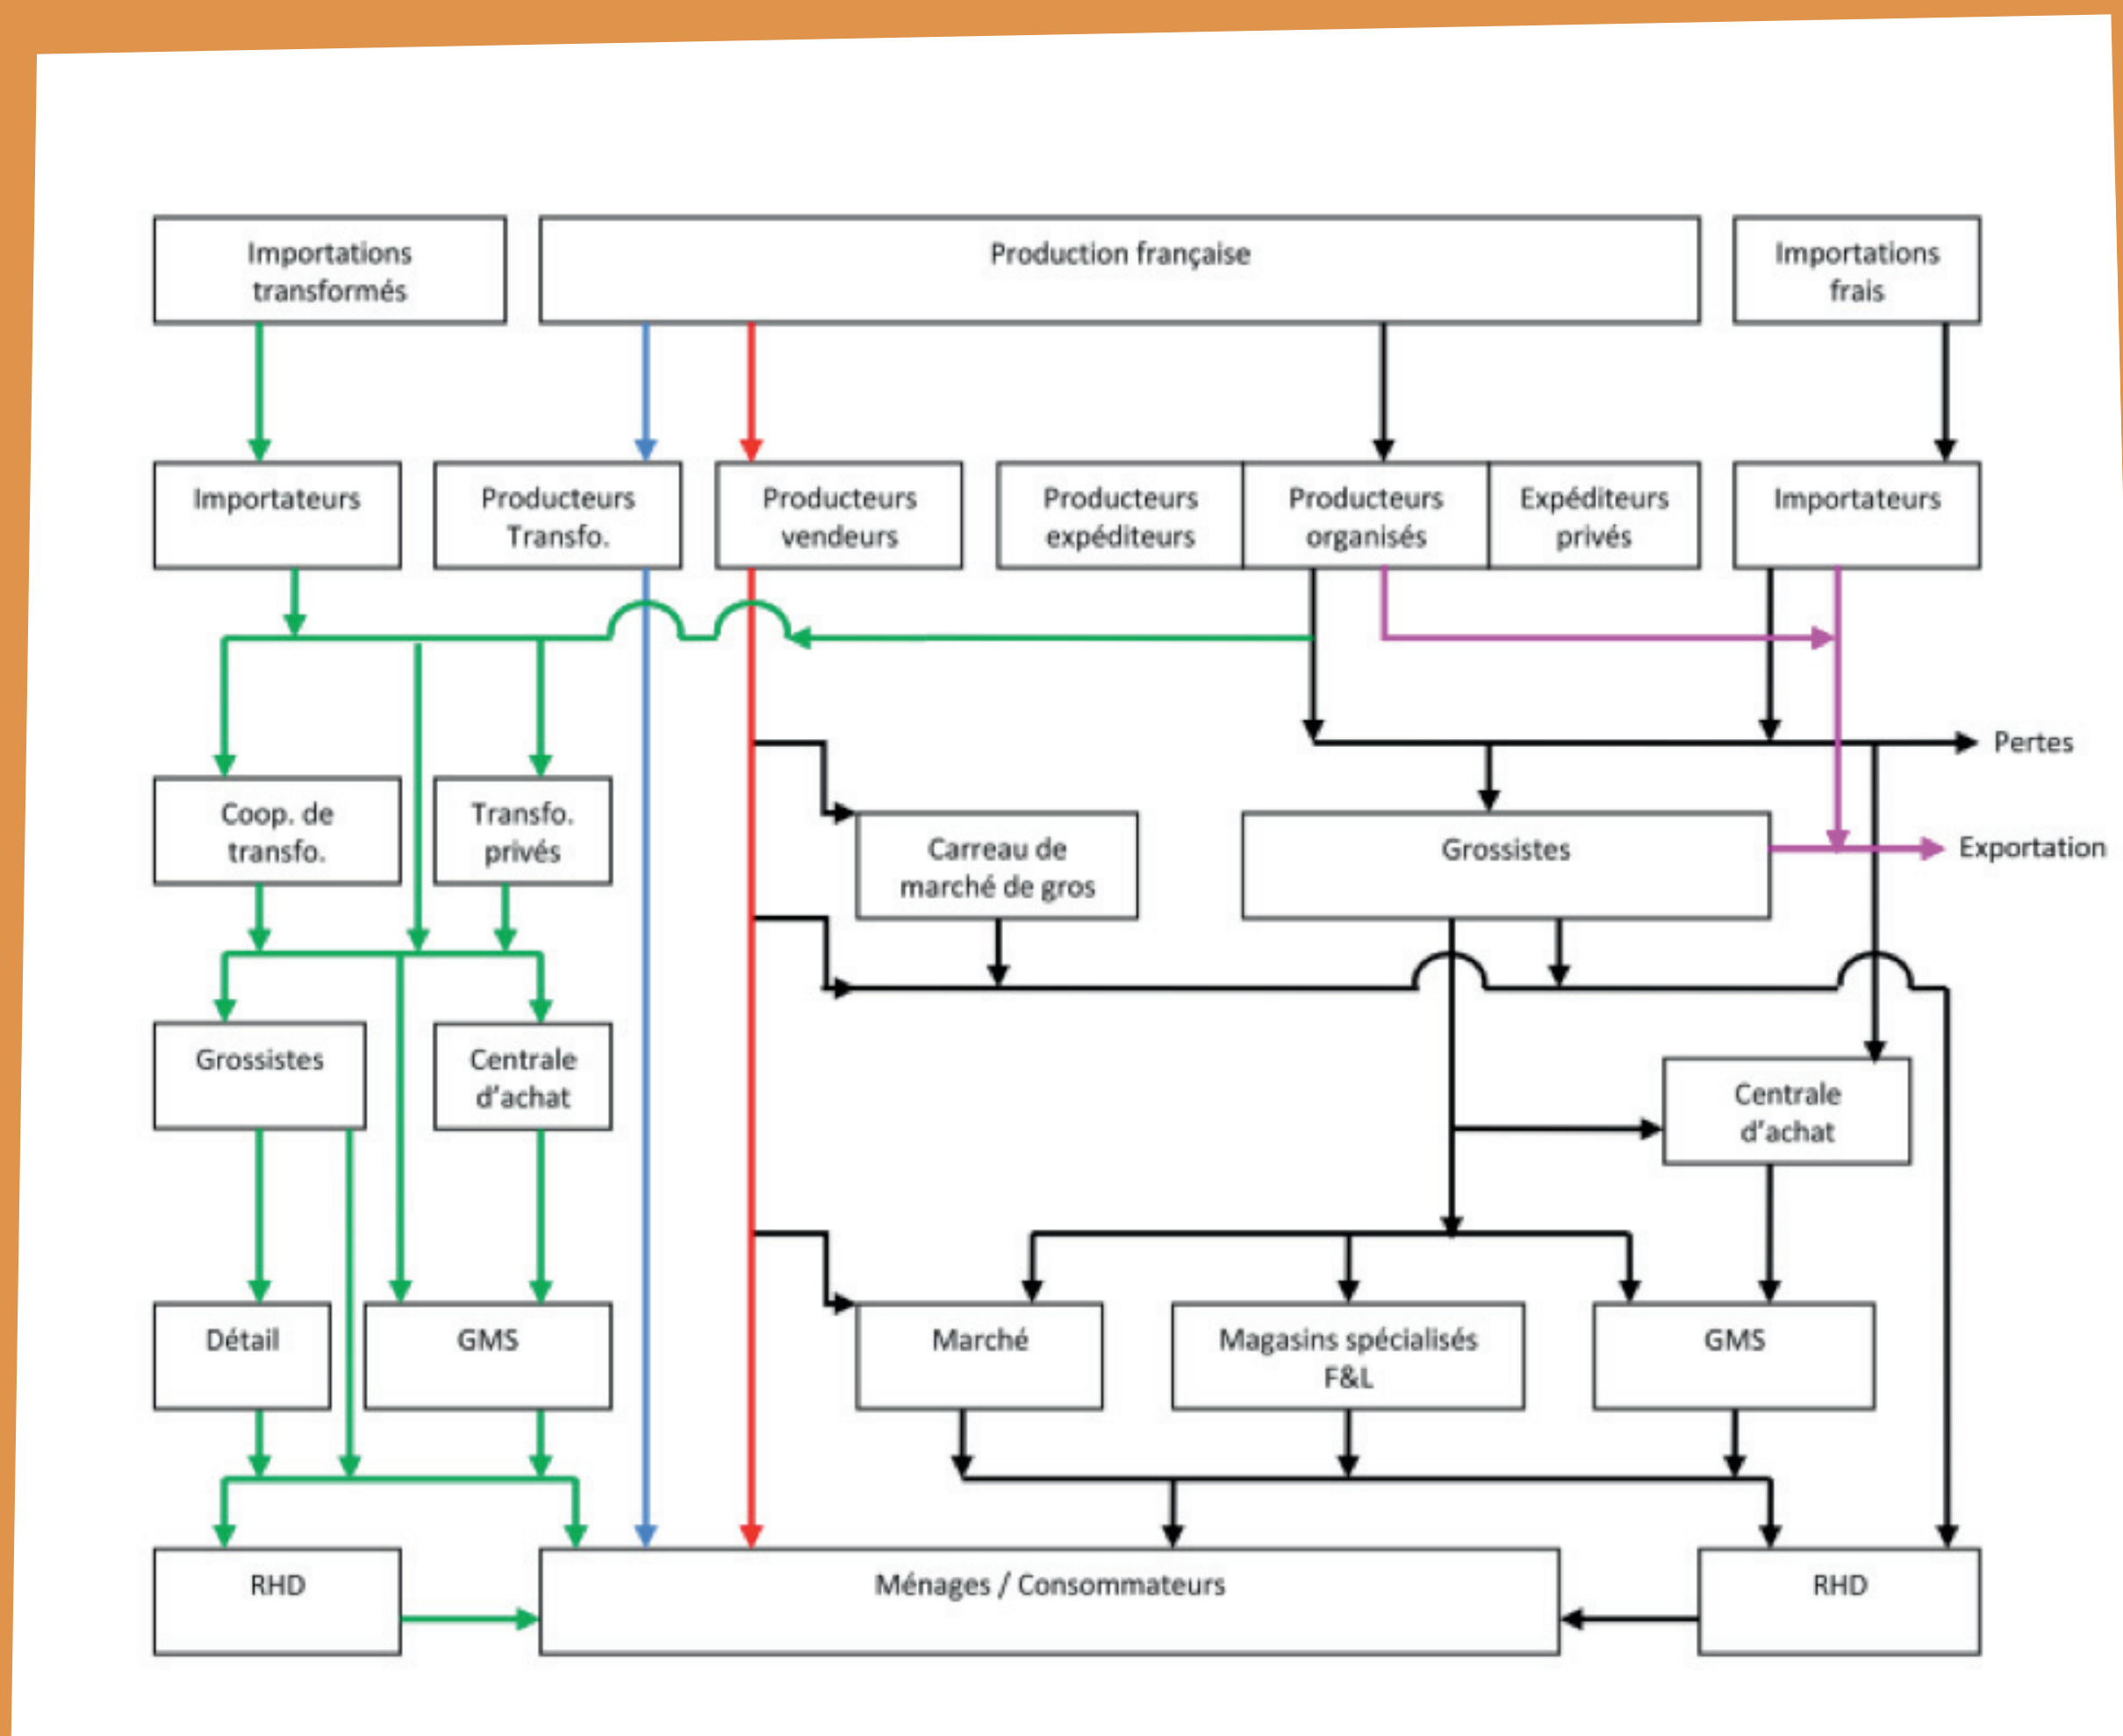 Importations
transformés
Production française
Importations
frais
Importateurs
Producteurs
Transfo.
Producteurs
vendeurs
Producteurs
expéditeurs
Producteurs
organisés
Expéditeurs
privés
Importateurs
Pertes
Coop. de
transfo.
Transfo.
privés
Carreau de
marché de gros
Grossistes
Exportation
Grossistes
Centrale
d'achat
Centrale
d'achat
Détail
GMS
Marché
Magasins spécialisés
F&L
GMS
RHD
Ménages / Consommateurs
RHD